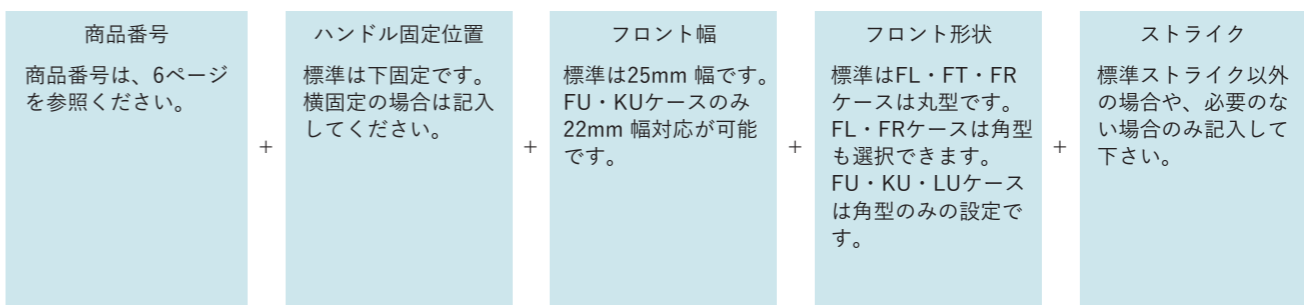 商品番号
商品番号は、6ページ
を参照ください。
+
ハンドル固定位置
標準は下固定です。
横固定の場合は記入
してください。
+
フロント幅
標準は25mm 幅です。
FU・KUケースのみ
22mm 幅対応が可能
です。
+
フロント形状
標準はFL・FT・FR
ケースは丸型です。
FL・FRケースは角型
も選択できます。
FU・KU・LUケース
は角型のみの設定で
す。
+
ストライク
標準ストライク以外
の場合や、必要のな
い場合のみ記入して
下さい。